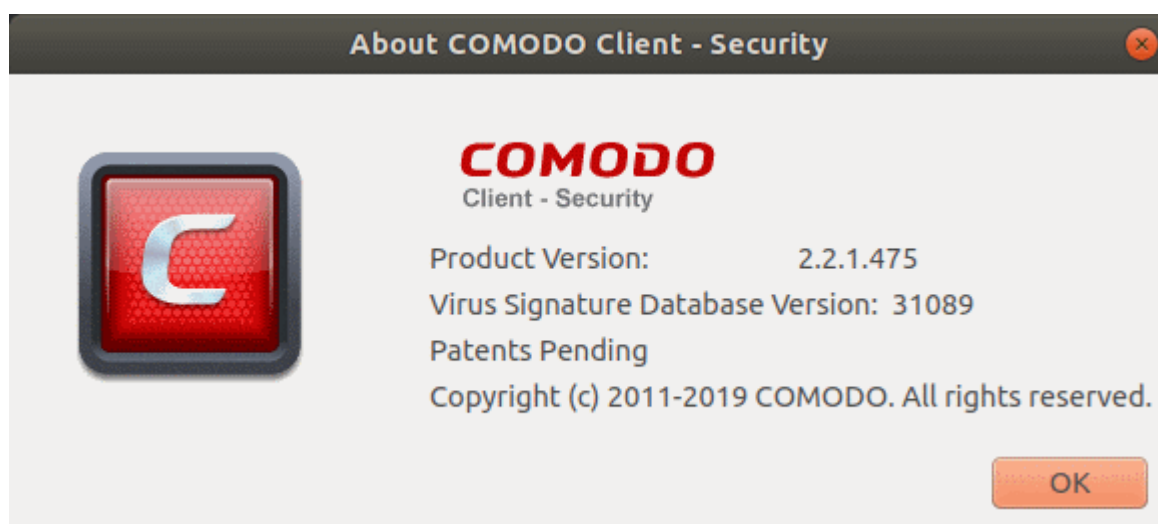 About COMODO Client - Security
COMODO
Client - Security
Product Version: 2.2.1.475
Virus Signature Database Version: 31089
Patents Pending
Copyright (c) 2011-2019 COMODO. All rights reserved.
OK